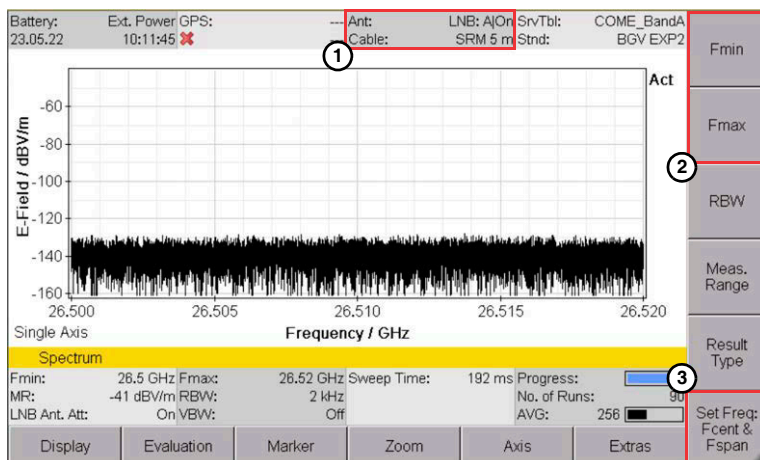 Battery: Ext. Power GPS: --- Ant: LNB: A|On SrvTbl: COME_BandA
23.05.22 10:11:45 --- Cable: SRM 5 m Stnd: BGV EXP2
1
Act
E-Field / dBV/m
-60
-80
-100
-120
-140
-160
26.500 26.505 26.510 26.515 26.520
Single Axis Frequency / GHz
Spectrum
Fmin: 26.5 GHz Fmax: 26.52 GHz Sweep Time: 192 ms Progress:
MR: -41 dBV/m RBW: 2 kHz No. of Runs: 90
LNB Ant. Att: On VBW: Off AVG: 256
Display Evaluation Marker Zoom Axis Extras
Fmin
Fmax
2
RBW
Meas.
Range
Result
Type
3
Set Freq:
Fcent &
Fspan